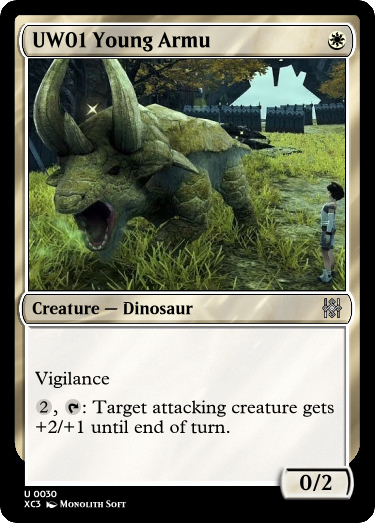 UW01 Young Armu
Creature — Dinosaur
Vigilance
2, : Target attacking creature gets
+2/+1 until end of turn.
0/2
U 0030
XC3 Monolith Soft